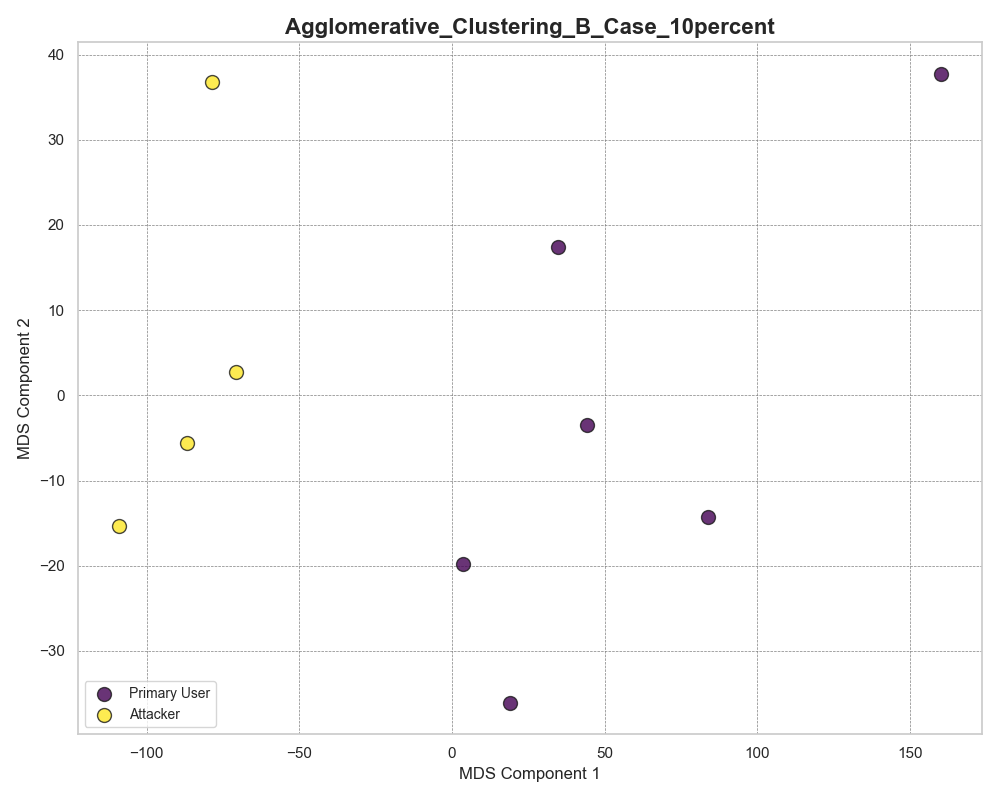 Agglomerative_Clustering_B_Case_10percent
40
30
20
10
0
−10
−20
−30
MDS Component 2
Primary User
Attacker
−100
−50
0
50
100
150
MDS Component 1